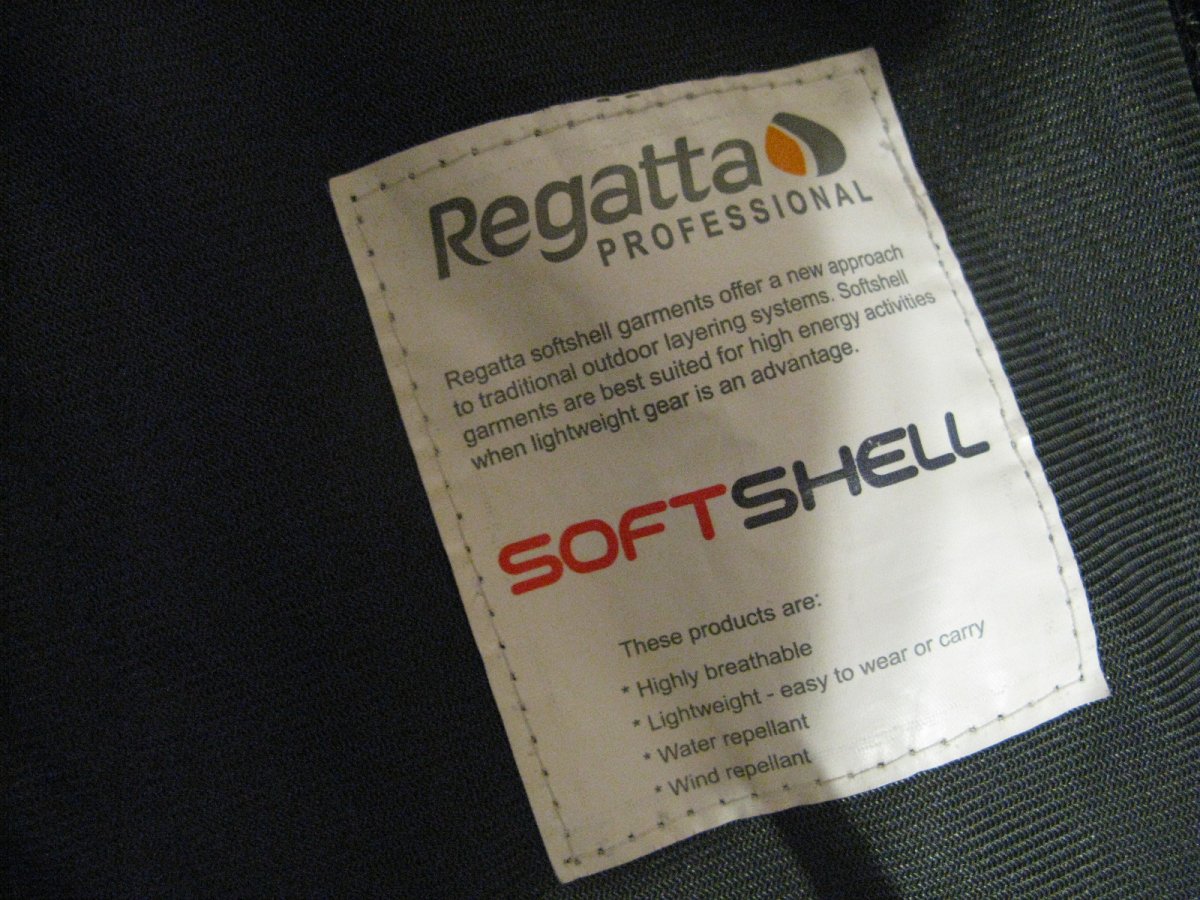 Regatta
PROFESSIONAL
Regatta softshell garments offer a new approach
to traditional outdoor layering systems. Softshell
garments are best suited for high energy activities
when lightweight gear is an advantage.
SOFTSHELL
These products are:
* Highly breathable
* Lightweight - easy to wear or carry
* Water repellant
* Wind repellant